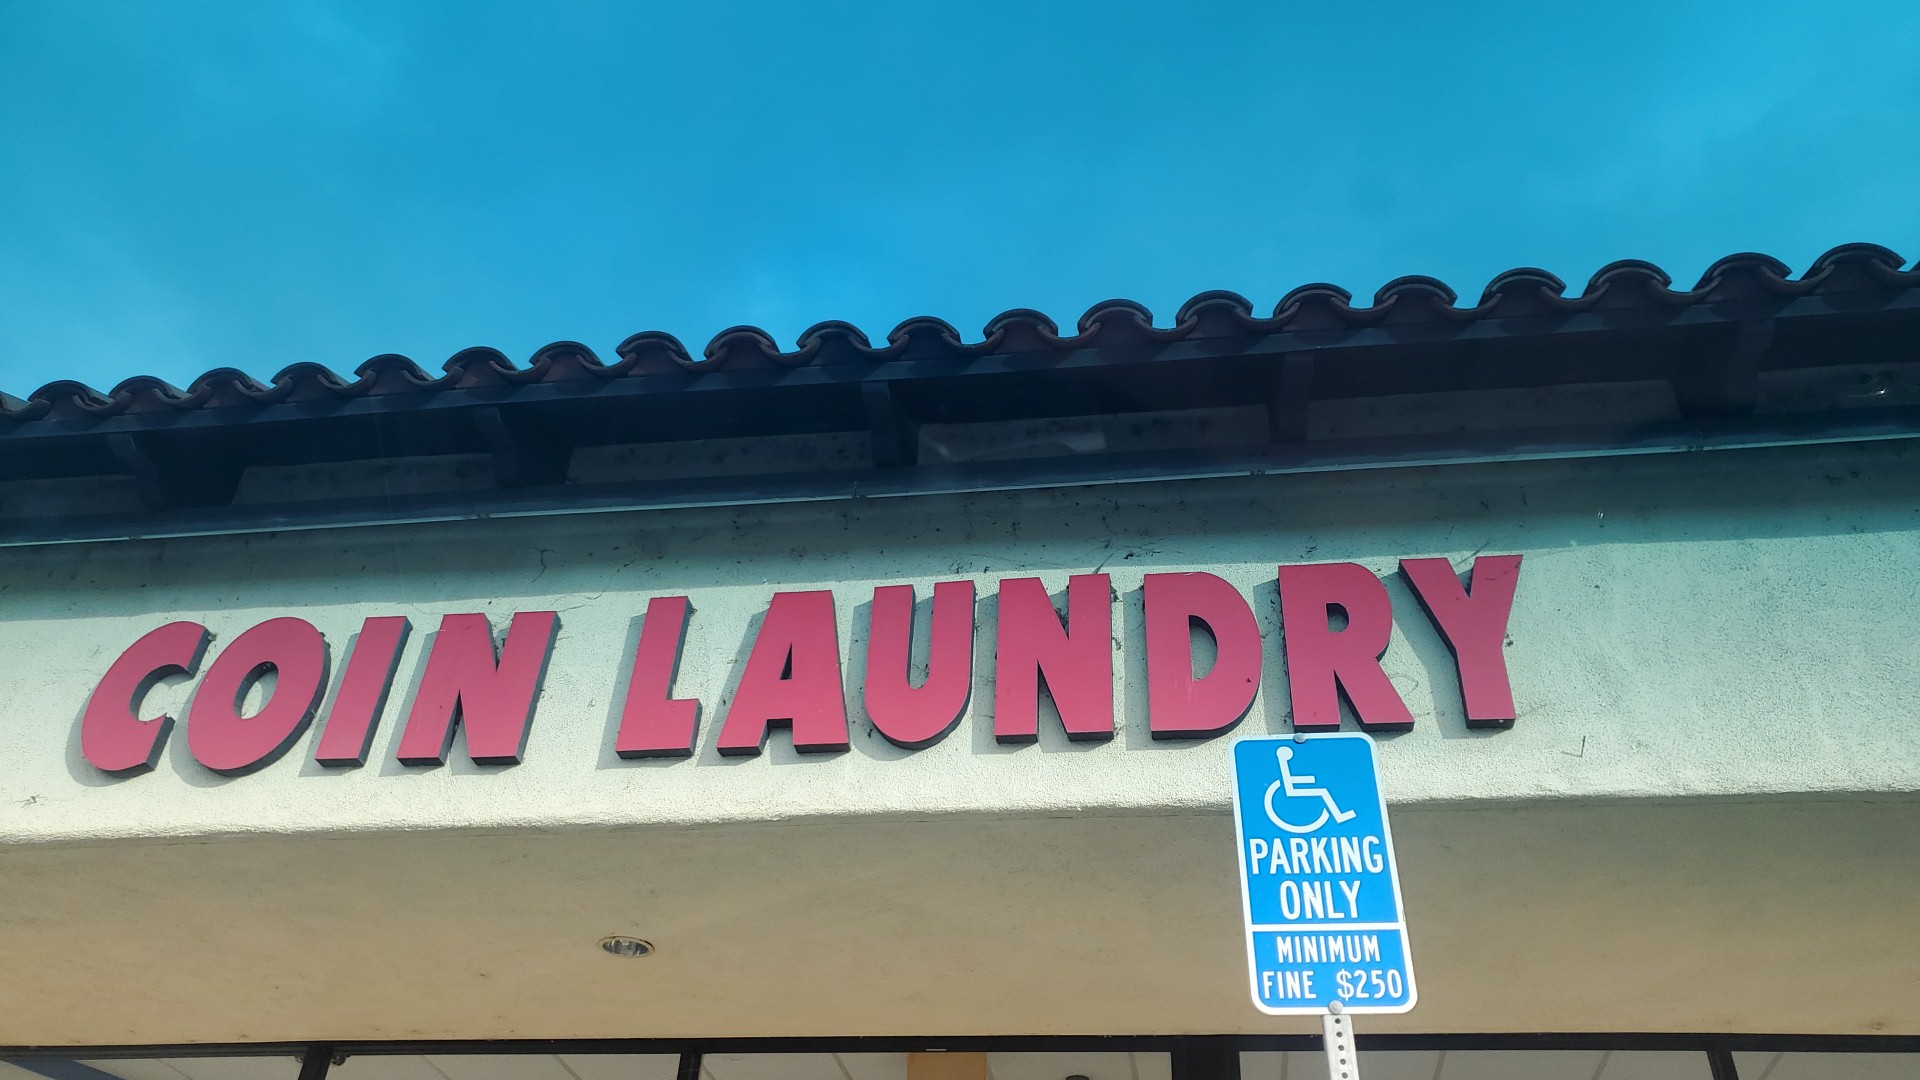 COIN LAUNDRY
PARKING
ONLY
MINIMUM
FINE $250